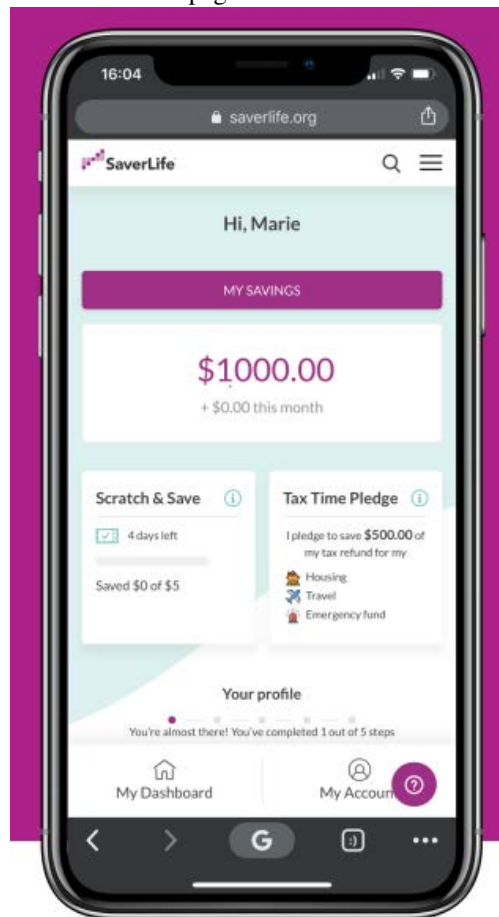 16:04
saverlife.org
SaverLife
Hi, Marie
MY SAVINGS
$1000.00
+ $0.00 this month
Scratch & Save
4 days left
Saved $0 of $5
Tax Time Pledge
I pledge to save $500.00 of
my tax refund for my
Housing
Travel
Emergency fund
Your profile
You're almost there! You've completed 1 out of 5 steps
My Dashboard
My Accoun
?
G
:)